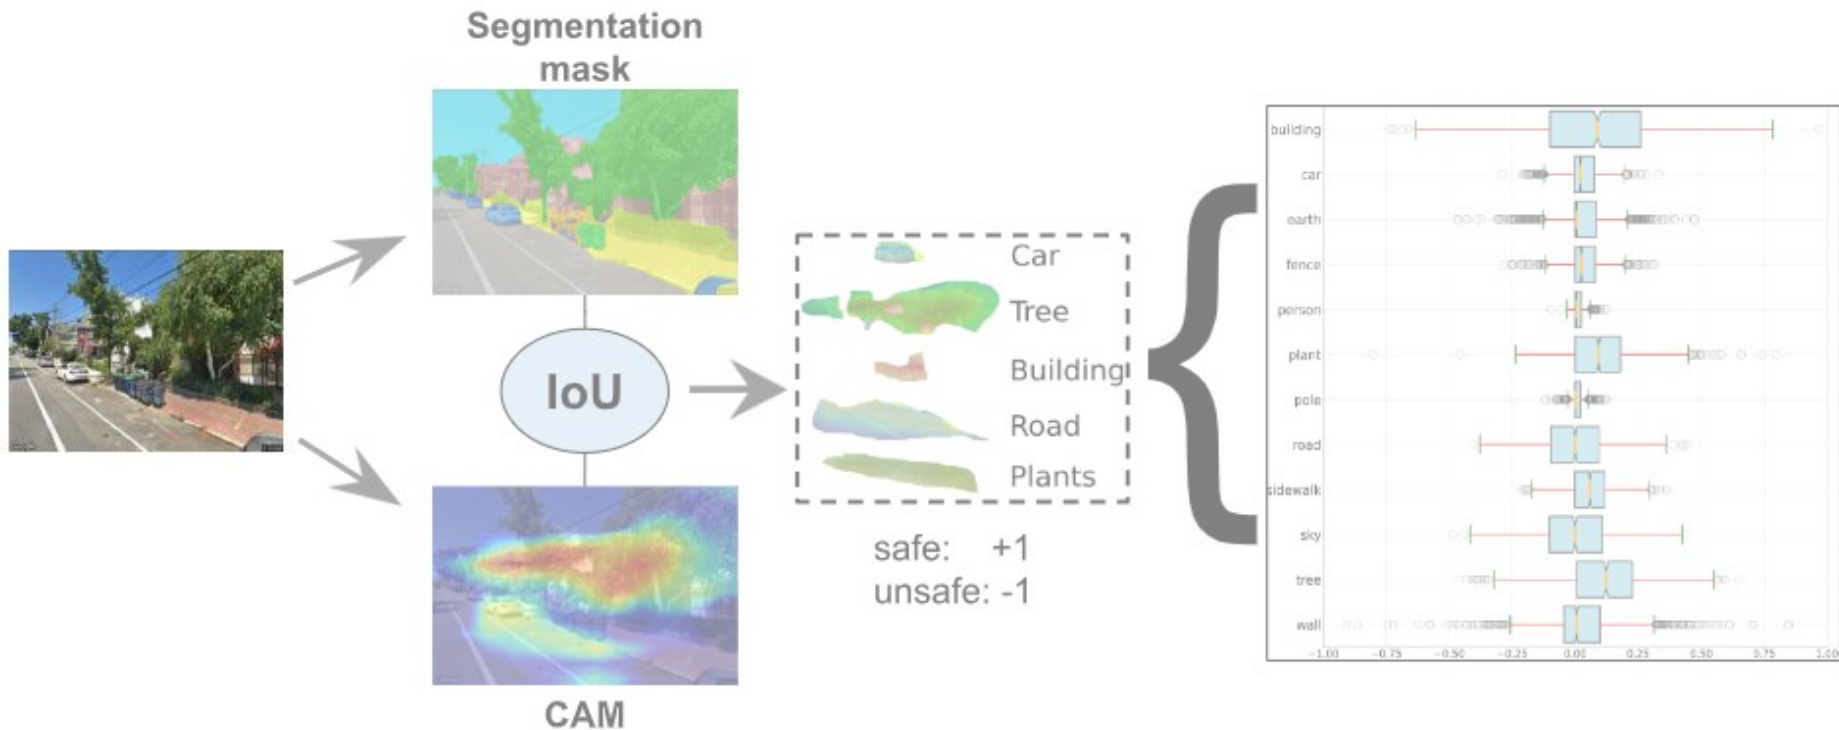 Segmentation
mask
IoU
CAM
Car
Tree
Building
Road
Plants
safe: +1
unsafe: -1
building
car
earth
fence
person
plant
pole
road
sidewalk
sky
tree
wall
−1.00 −0.75 −0.50 −0.25 0.00 0.25 0.50 0.75 1.00